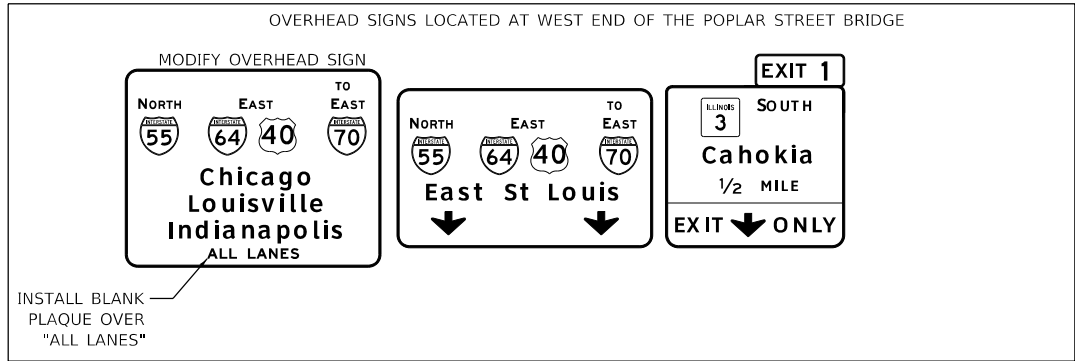 OVERHEAD SIGNS LOCATED AT WEST END OF THE POPLAR STREET BRIDGE
MODIFY OVERHEAD SIGN
TO
NORTH EAST EAST
INTERSTATE 55 INTERSTATE 64 40 INTERSTATE 70
Chicago
Louisville
Indianapolis
ALL LANES
INSTALL BLANK
PLAQUE OVER
"ALL LANES"
TO
NORTH EAST EAST
INTERSTATE 55 INTERSTATE 64 40 INTERSTATE 70
East St Louis
EXIT 1
ILLINOIS
3 SOUTH
Cahokia
1/2 MILE
EXIT ONLY